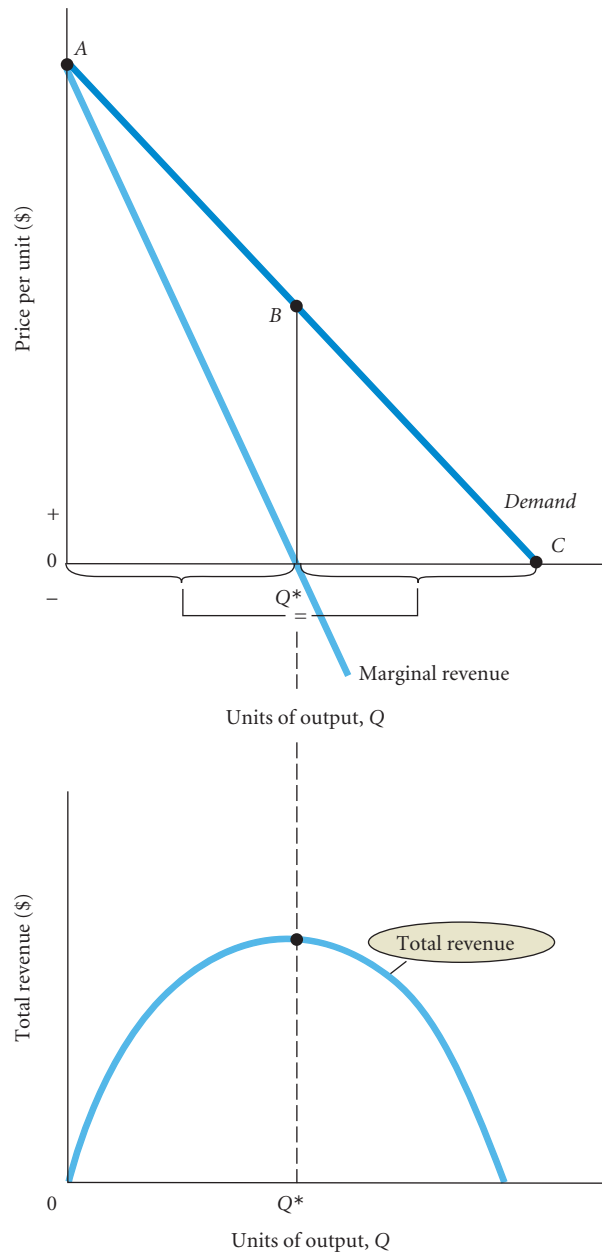 A
Price per unit ($)
B
Demand
+
0
C
–
Q*
=
Marginal revenue
Units of output, Q
Total revenue ($)
Total revenue
0
Q*
Units of output, Q